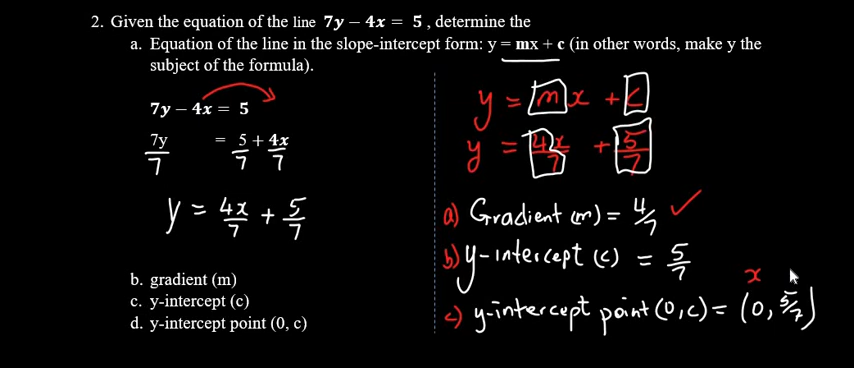 2. Given the equation of the line 7y – 4x = 5 , determine the
a. Equation of the line in the slope-intercept form: y = mx + c (in other words, make y the
subject of the formula).
7y – 4x = 5
7y/7 = 5/7 + 4x/7
y = 4x/7 + 5/7
b. gradient (m)
c. y-intercept (c)
d. y-intercept point (0, c)
y = mx + c
y = 4x/7 + 5/7
a) Gradient (m) = 4/7 ✓
b) y-intercept (c) = 5/7
x
c) y-intercept point (0,c) = (0, 5/7)